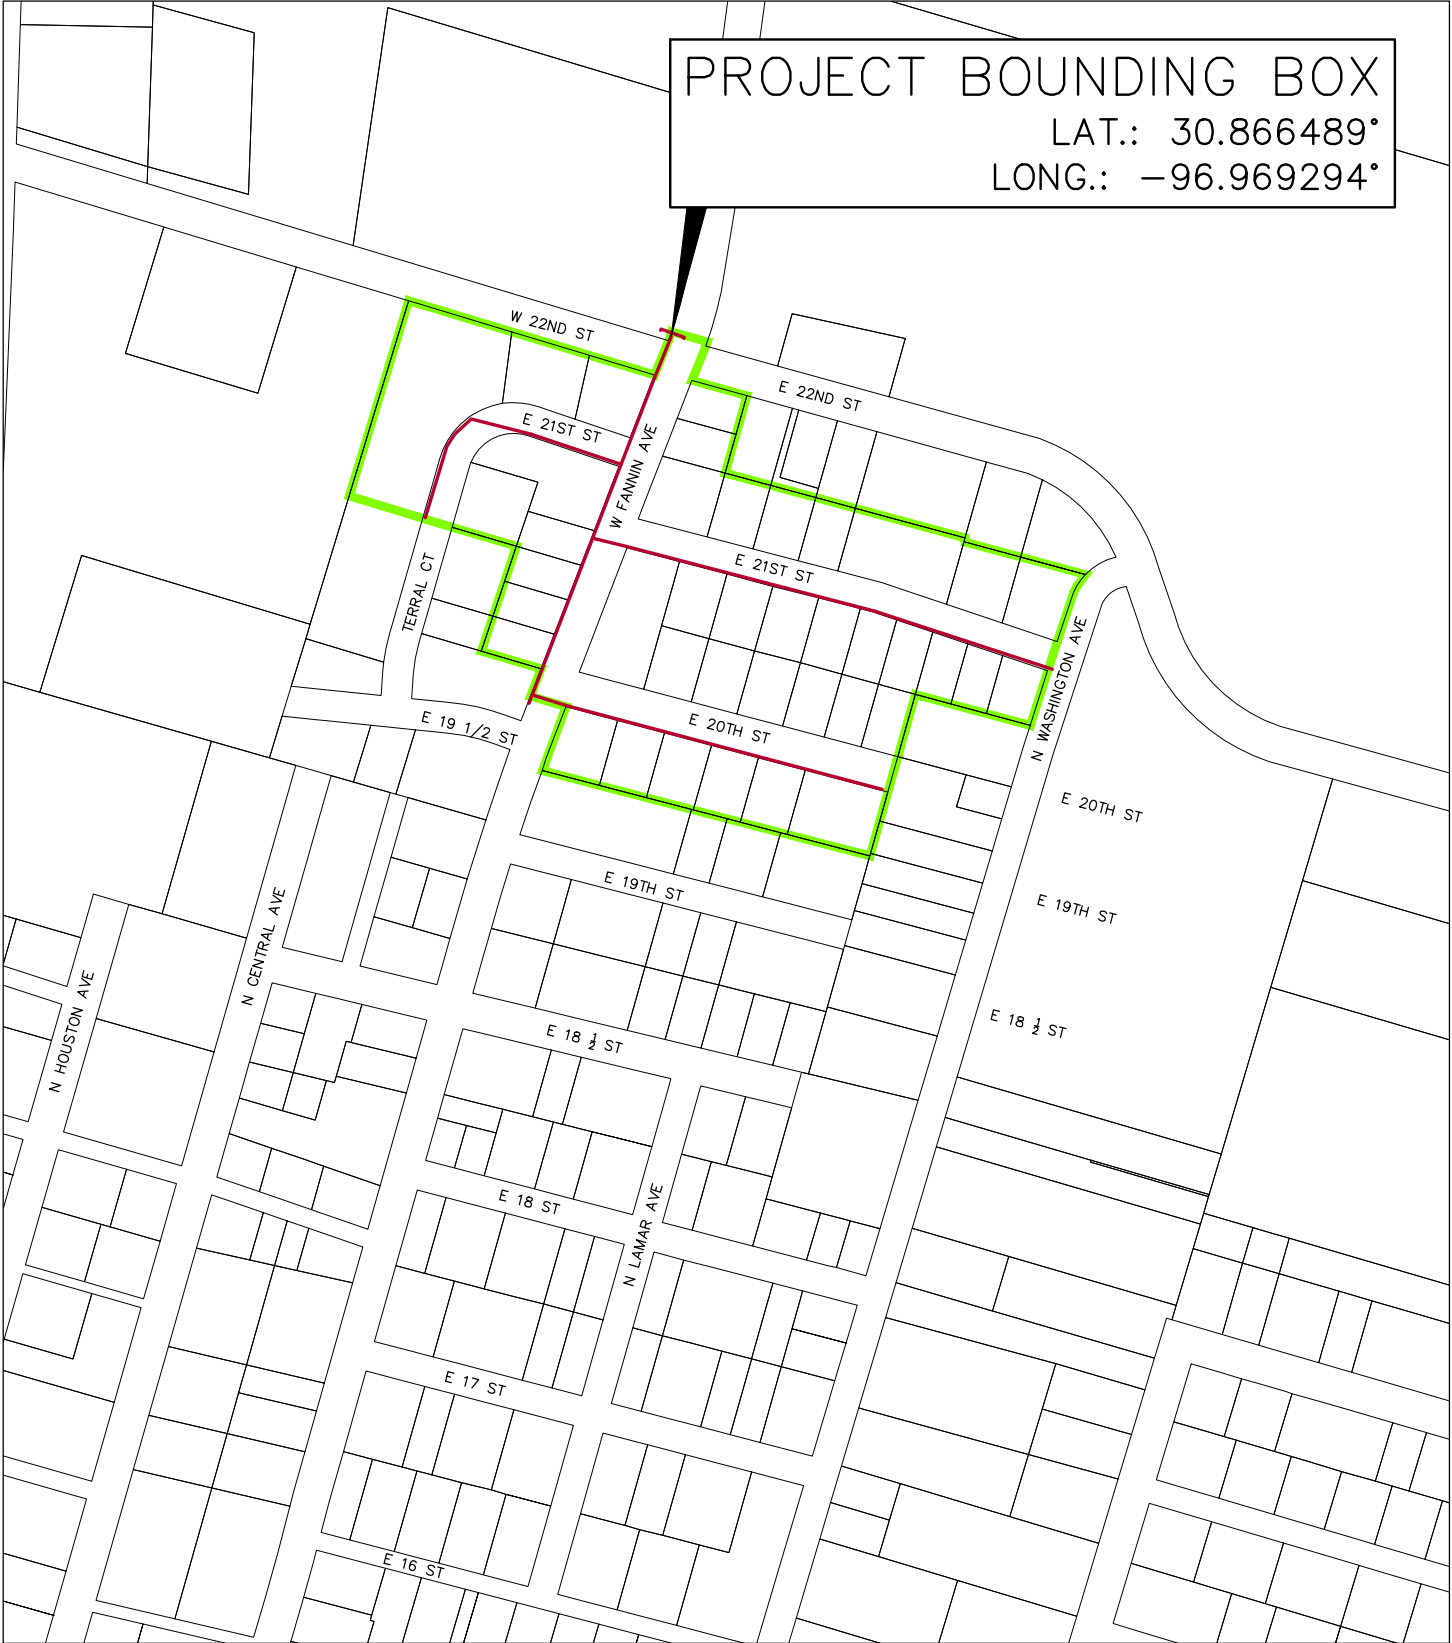 PROJECT BOUNDING BOX
LAT.: 30.866489°
LONG.: -96.969294°
W 22ND ST
E 22ND ST
E 21ST ST
W FANNIN AVE
E 21ST ST
TERRAL CT
N WASHINGTON AVE
E 19 1/2 ST
E 20TH ST
E 20TH ST
E 19TH ST
E 19TH ST
N CENTRAL AVE
N HOUSTON AVE
E 18 ½ ST
E 18 ½ ST
E 18 ST
N LAMAR AVE
E 17 ST
E 16 ST